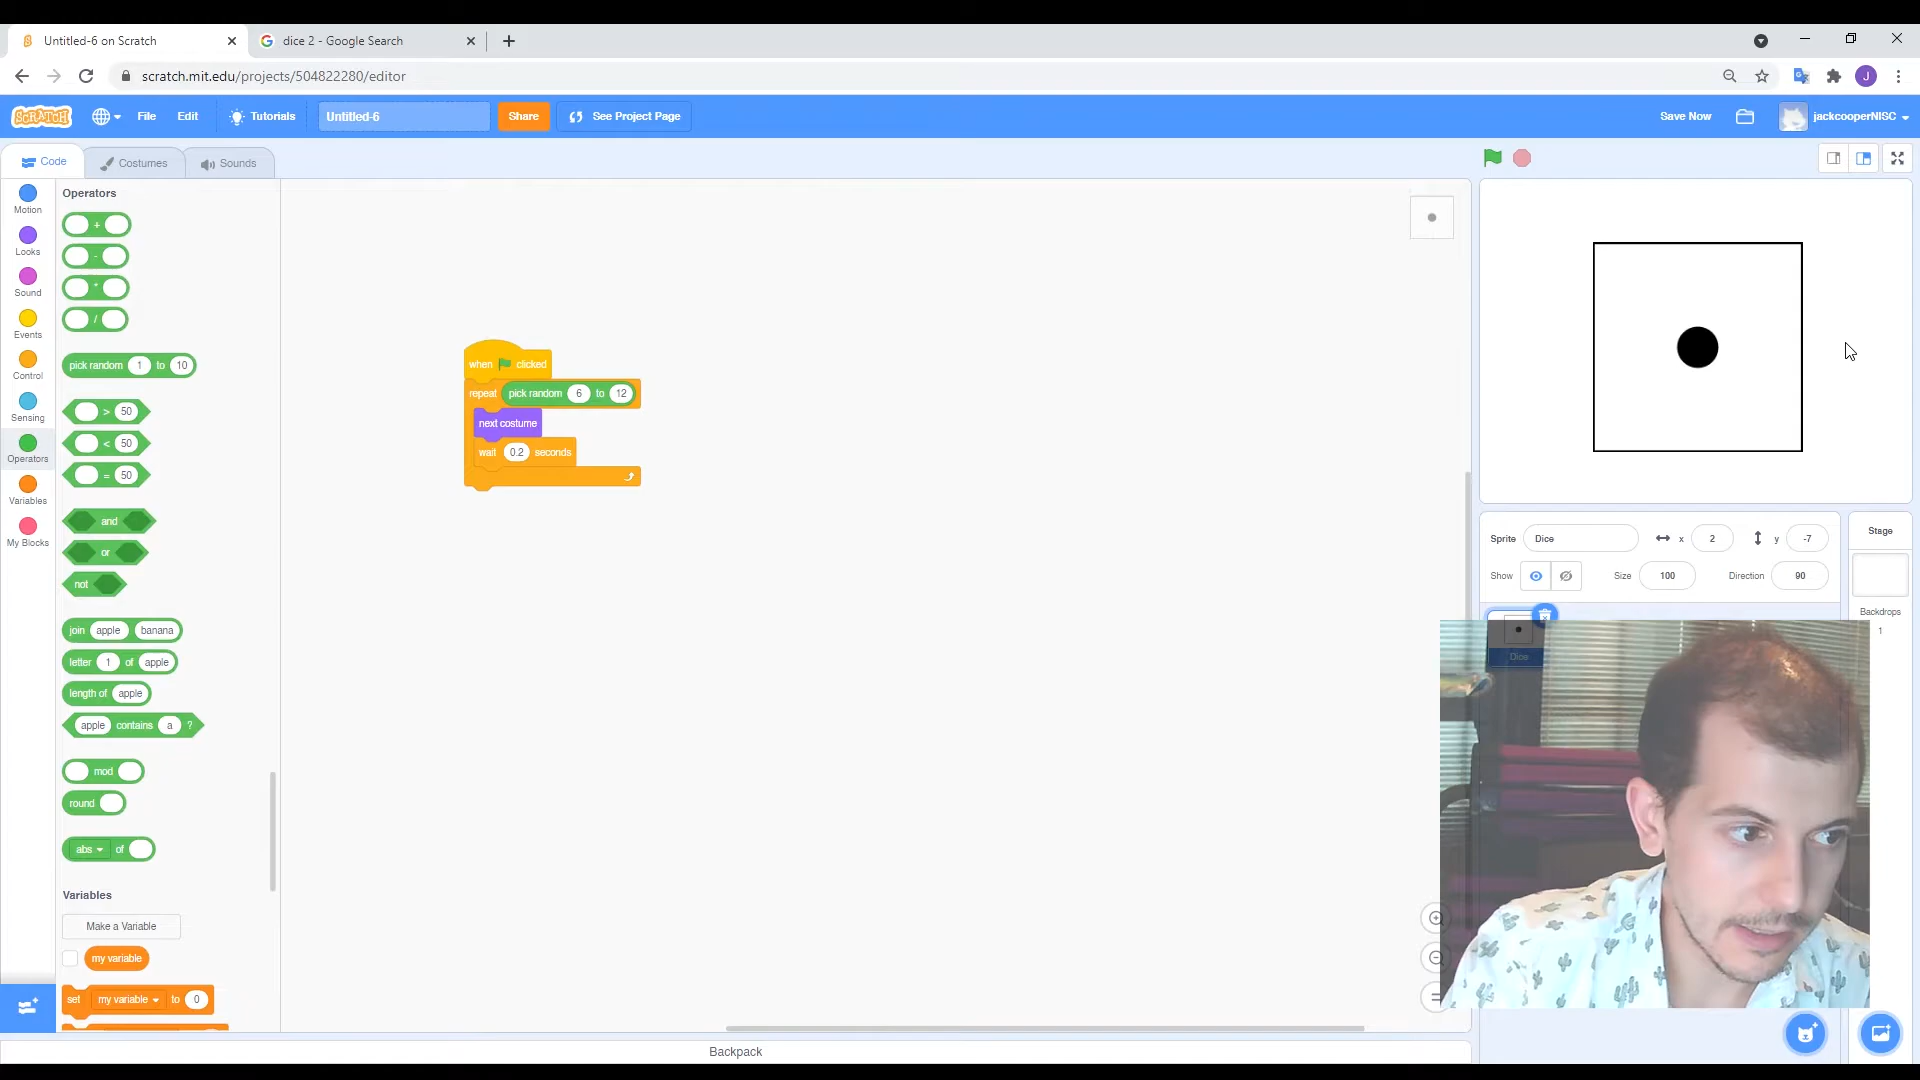 Untitled-6 on Scratch
dice 2 - Google Search
scratch.mit.edu/projects/504822280/editor
J
SCRATCH
File
Edit
Tutorials
Untitled-6
Share
See Project Page
Save Now
jackcooperNISC
Code
Costumes
Sounds
Motion
Looks
Sound
Events
Control
Sensing
Operators
Variables
My Blocks
Operators
+
-
*
/
pick random 1 to 10
> 50
< 50
= 50
and
or
not
join apple banana
letter 1 of apple
length of apple
apple contains a ?
mod
round
abs of
Variables
Make a Variable
my variable
set my variable to 0
when clicked
repeat pick random 6 to 12
next costume
wait 0.2 seconds
Sprite Dice x 2 y -7
Show Size 100 Direction 90
Dice
Stage
Backdrops
1
Backpack